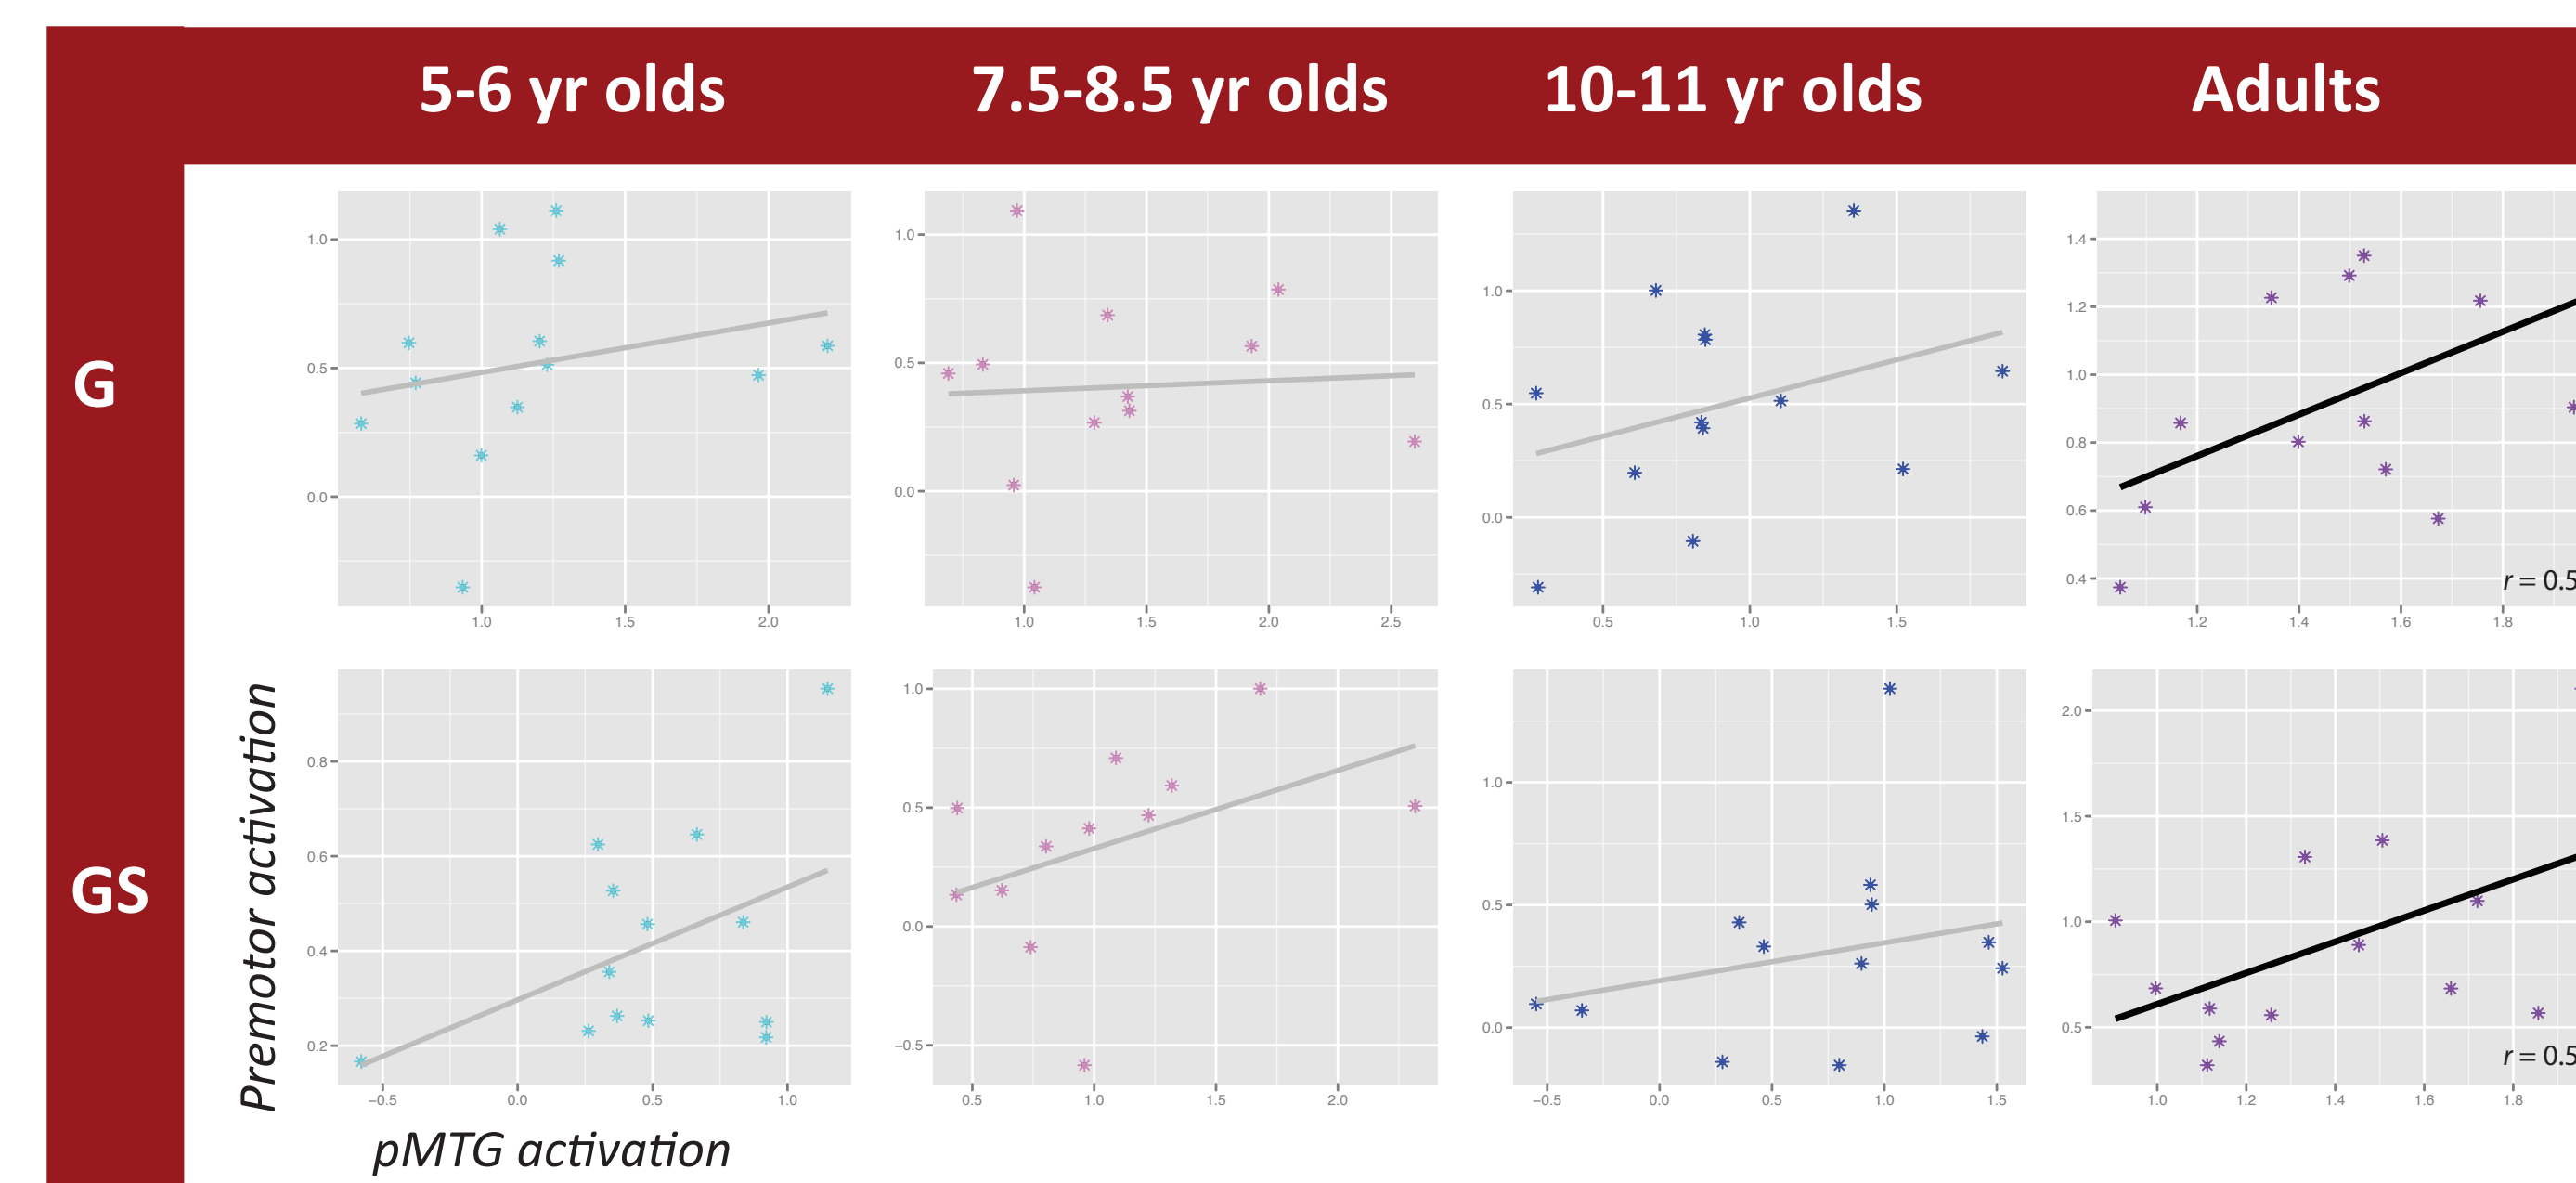 5-6 yr olds
7.5-8.5 yr olds
10-11 yr olds
Adults
G
1.0
0.5
0.0
1.0 1.5 2.0
1.0
0.5
0.0
1.0 1.5 2.0 2.5
1.0
0.5
0.0
0.5 1.0 1.5
1.4
1.2
1.0
0.8
0.6
0.4
r = 0.5
1.2 1.4 1.6 1.8
GS
Premotor activation
0.8
0.6
0.4
0.2
−0.5 0.0 0.5 1.0
1.0
0.5
0.0
−0.5
0.5 1.0 1.5 2.0
1.0
0.5
0.0
−0.5 0.0 0.5 1.0 1.5
2.0
1.5
1.0
0.5
r = 0.5
1.0 1.2 1.4 1.6 1.8
pMTG activation